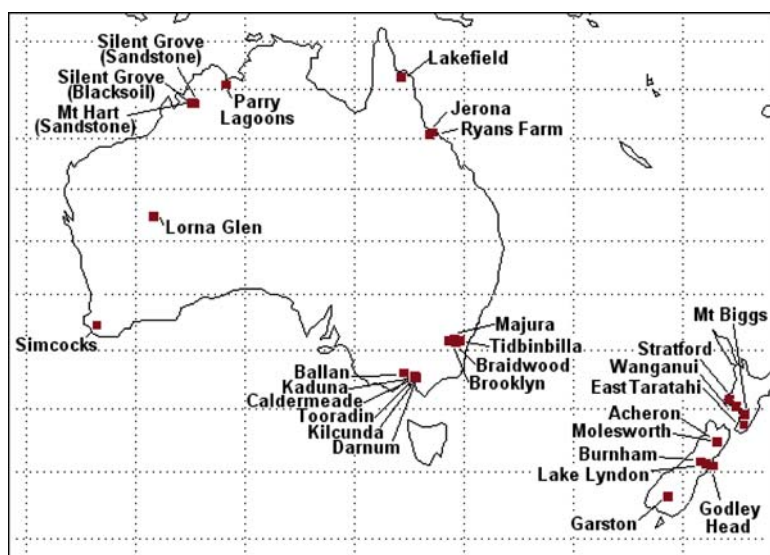 Silent Grove
(Sandstone)
Silent Grove
(Blacksoil)
Mt Hart
(Sandstone)
Parry
Lagoons
Lakefield
Jerona
Ryans Farm
Lorna Glen
Simcocks
Majura
Tidbinbilla
Braidwood
Brooklyn
Ballan
Kaduna
Caldermeade
Tooradin
Kilcunda
Darnum
Mt Biggs
Stratford
Wanganui
East Taratahi
Acheron
Molesworth
Burnham
Lake Lyndon
Garston
Godley
Head